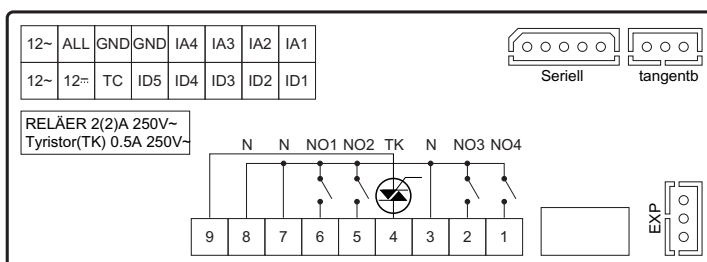 12~ ALL GND GND IA4 IA3 IA2 IA1
12~ 12⎓ TC ID5 ID4 ID3 ID2 ID1
Seriell tangentb
RELÄER 2(2)A 250V~
Tyristor(TK) 0.5A 250V~
N N NO1 NO2 TK N NO3 NO4
EXP
9 8 7 6 5 4 3 2 1